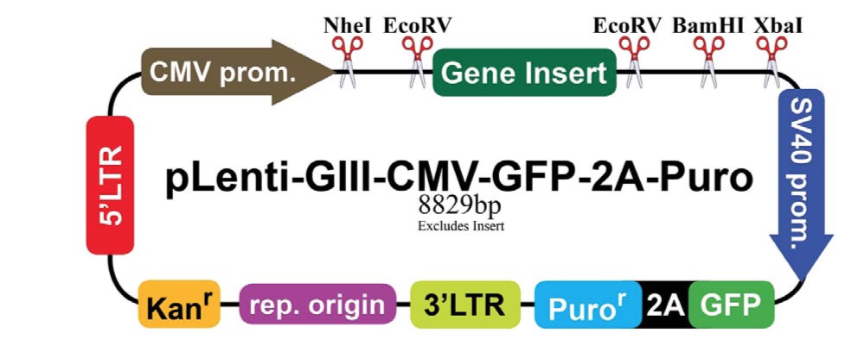 NheI EcoRV EcoRV BamHI XbaI
CMV prom. Gene Insert
SV40 prom.
5'LTR
pLenti-GIII-CMV-GFP-2A-Puro
8829bp
Excludes Insert
Kanr rep. origin 3'LTR Puror 2A GFP